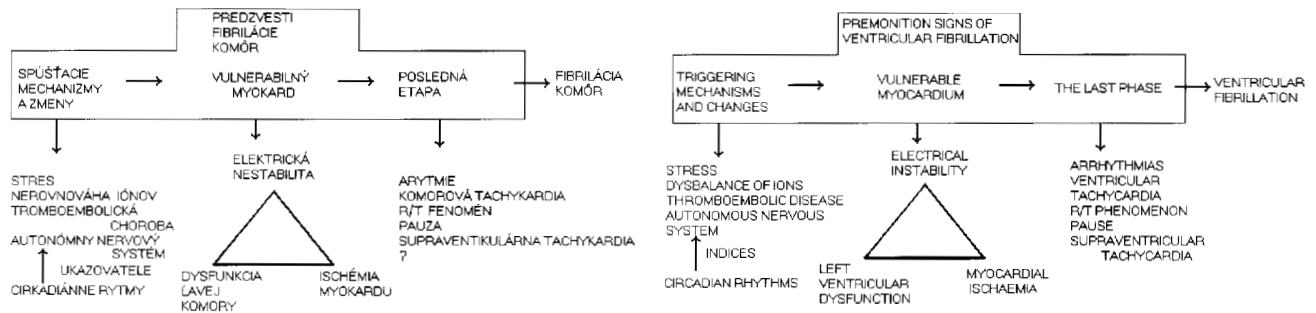 PREDZVESTI
FIBRILÁCIE
KOMÔR
SPÚŠŤACIE
MECHANIZMY
A ZMENY
VULNERABILNÝ
MYOKARD
POSLEDNÁ
ETAPA
FIBRILÁCIA
KOMÔR
STRES
NEROVNOVÁHA IÓNOV
TROMBOEMBOLICKÁ
CHOROBA
AUTONÓMNY NERVOVÝ
SYSTÉM
UKAZOVATELE
CIRKADIÁNNE RYTMY
ELEKTRICKÁ
NESTABILITA
DYSFUNKCIA
ĽAVEJ
KOMORY
ISCHÉMIA
MYOKARDU
ARYTMIE
KOMOROVÁ TACHYKARDIA
R/T FENOMÉN
PAUZA
SUPRAVENTIKULÁRNA TACHYKARDIA
?
PREMONITION SIGNS OF
VENTRICULAR FIBRILLATION
TRIGGERING
MECHANISMS
AND CHANGES
VULNERABLE
MYOCARDIUM
THE LAST PHASE
VENTRICULAR
FIBRILLATION
STRESS
DYSBALANCE OF IONS
THROMBOEMBOLIC DISEASE
AUTONOMOUS NERVOUS
SYSTEM
INDICES
CIRCADIAN RHYTHMS
ELECTRICAL
INSTABILITY
LEFT
VENTRICULAR
DYSFUNCTION
MYOCARDIAL
ISCHAEMIA
ARRHYTHMIAS
VENTRICULAR
TACHYCARDIA
R/T PHENOMENON
PAUSE
SUPRAVENTRICULAR
TACHYCARDIA